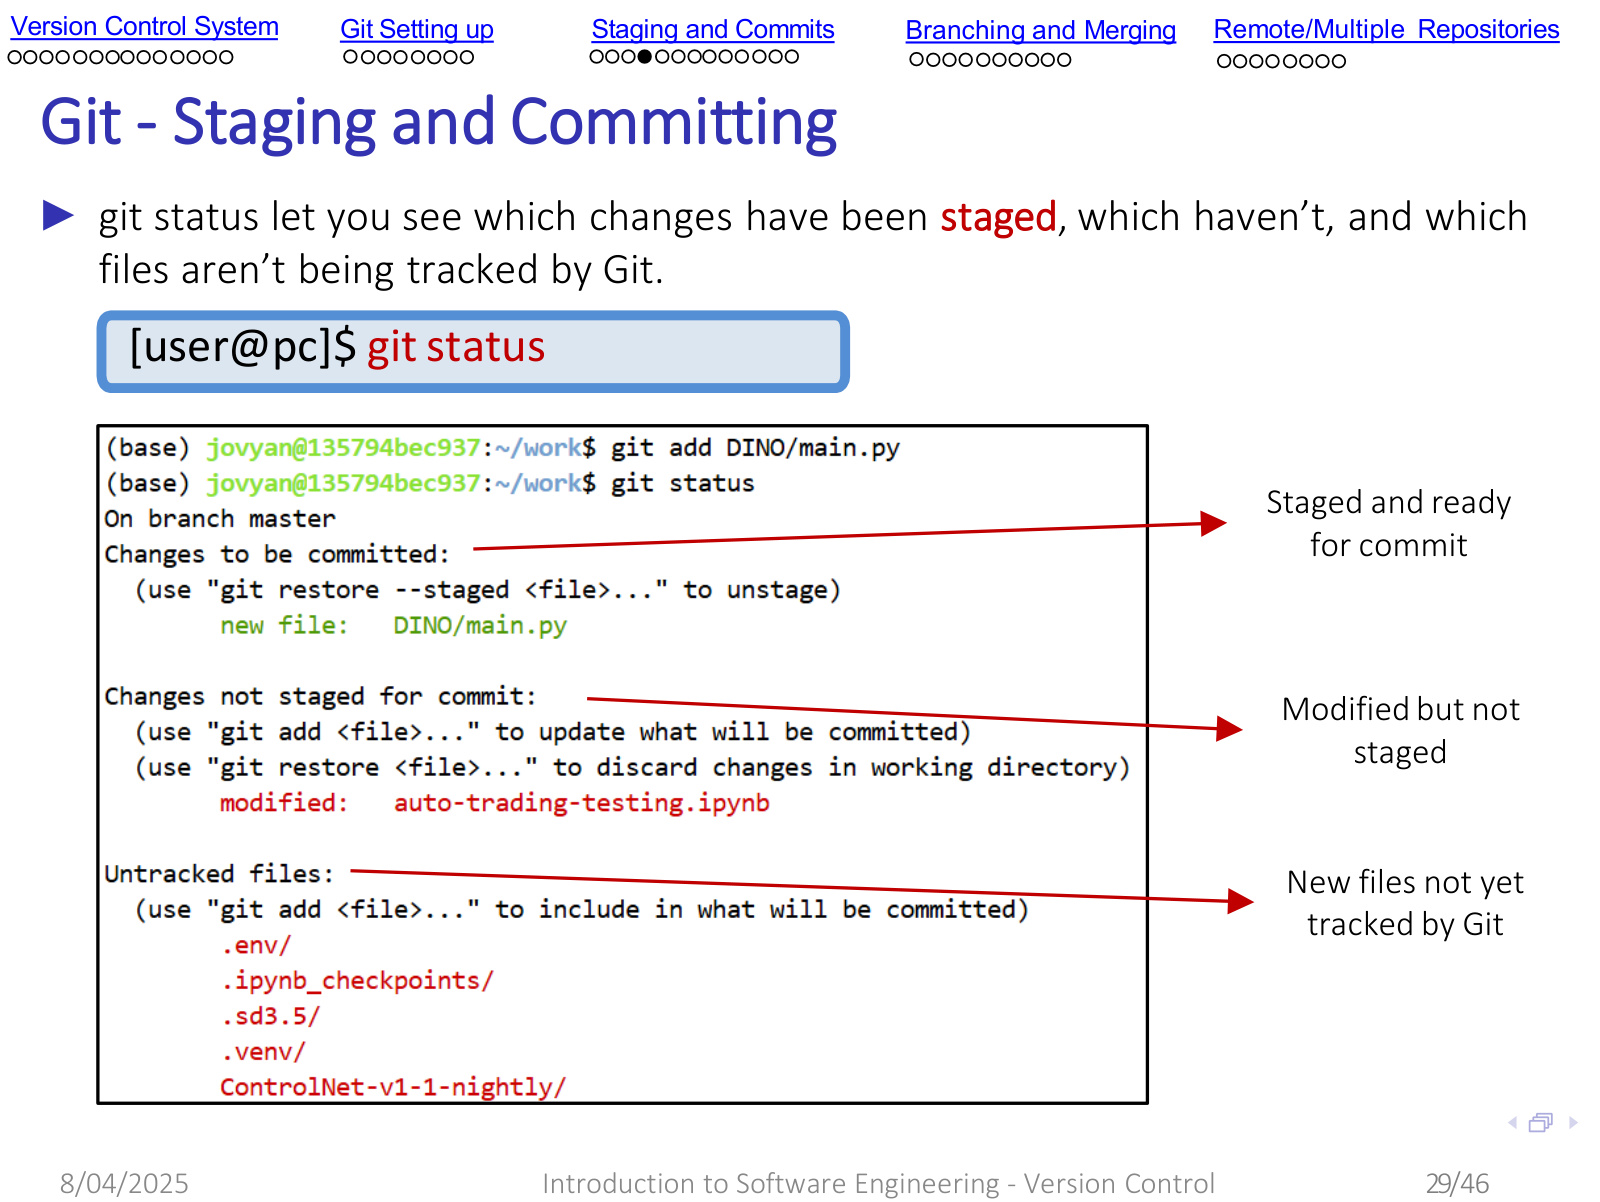 Version Control System
Git Setting up
Staging and Commits
Branching and Merging
Remote/Multiple Repositories
Git - Staging and Committing
git status let you see which changes have been staged, which haven’t, and which
files aren’t being tracked by Git.
[user@pc]$ git status
(base) jovyan@135794bec937:~/work$ git add DINO/main.py
(base) jovyan@135794bec937:~/work$ git status
On branch master
Changes to be committed:
(use "git restore --staged <file>..." to unstage)
new file:   DINO/main.py
Changes not staged for commit:
(use "git add <file>..." to update what will be committed)
(use "git restore <file>..." to discard changes in working directory)
modified:   auto-trading-testing.ipynb
Untracked files:
(use "git add <file>..." to include in what will be committed)
.env/
.ipynb_checkpoints/
.sd3.5/
.venv/
ControlNet-v1-1-nightly/
Staged and ready
for commit
Modified but not
staged
New files not yet
tracked by Git
8/04/2025
Introduction to Software Engineering - Version Control
29/46